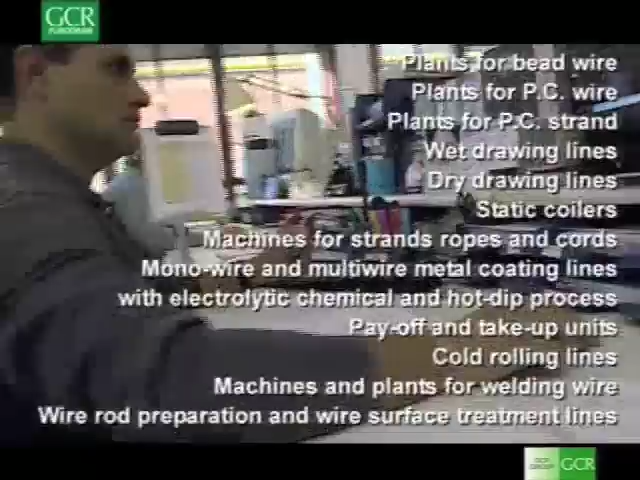 GCR
EURODRAW
Plants for bead wire
Plants for P.C. wire
Plants for P.C. strand
Wet drawing lines
Dry drawing lines
Static coilers
Machines for strands ropes and cords
Mono-wire and multiwire metal coating lines
with electrolytic chemical and hot-dip process
Pay-off and take-up units
Cold rolling lines
Machines and plants for welding wire
Wire rod preparation and wire surface treatment lines
GCR